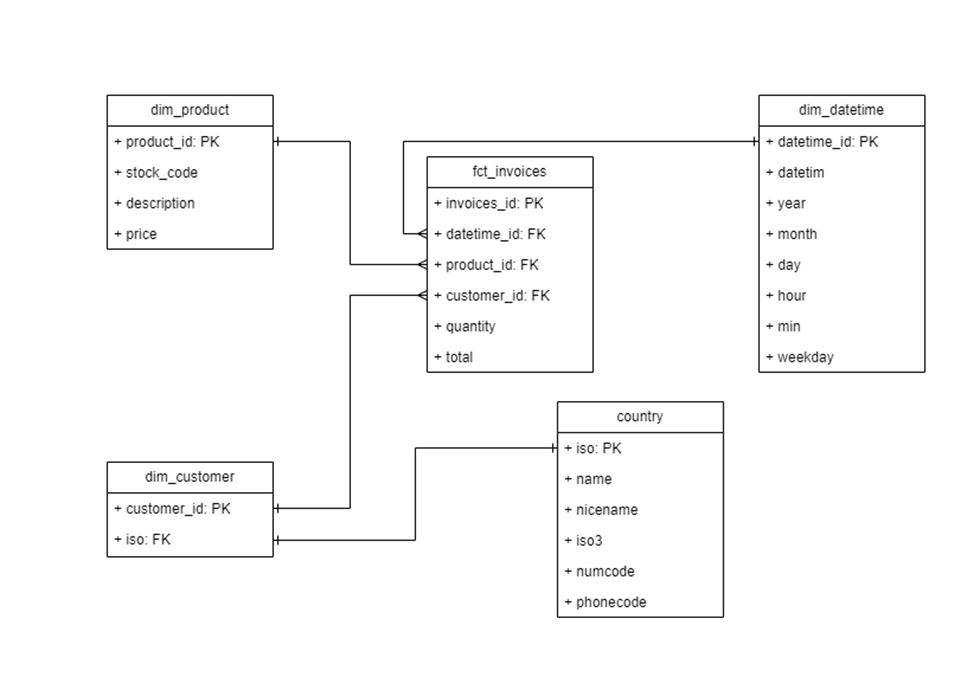 dim_product
+ product_id: PK
+ stock_code
+ description
+ price
fct_invoices
+ invoices_id: PK
+ datetime_id: FK
+ product_id: FK
+ customer_id: FK
+ quantity
+ total
dim_datetime
+ datetime_id: PK
+ datetim
+ year
+ month
+ day
+ hour
+ min
+ weekday
dim_customer
+ customer_id: PK
+ iso: FK
country
+ iso: PK
+ name
+ nicename
+ iso3
+ numcode
+ phonecode